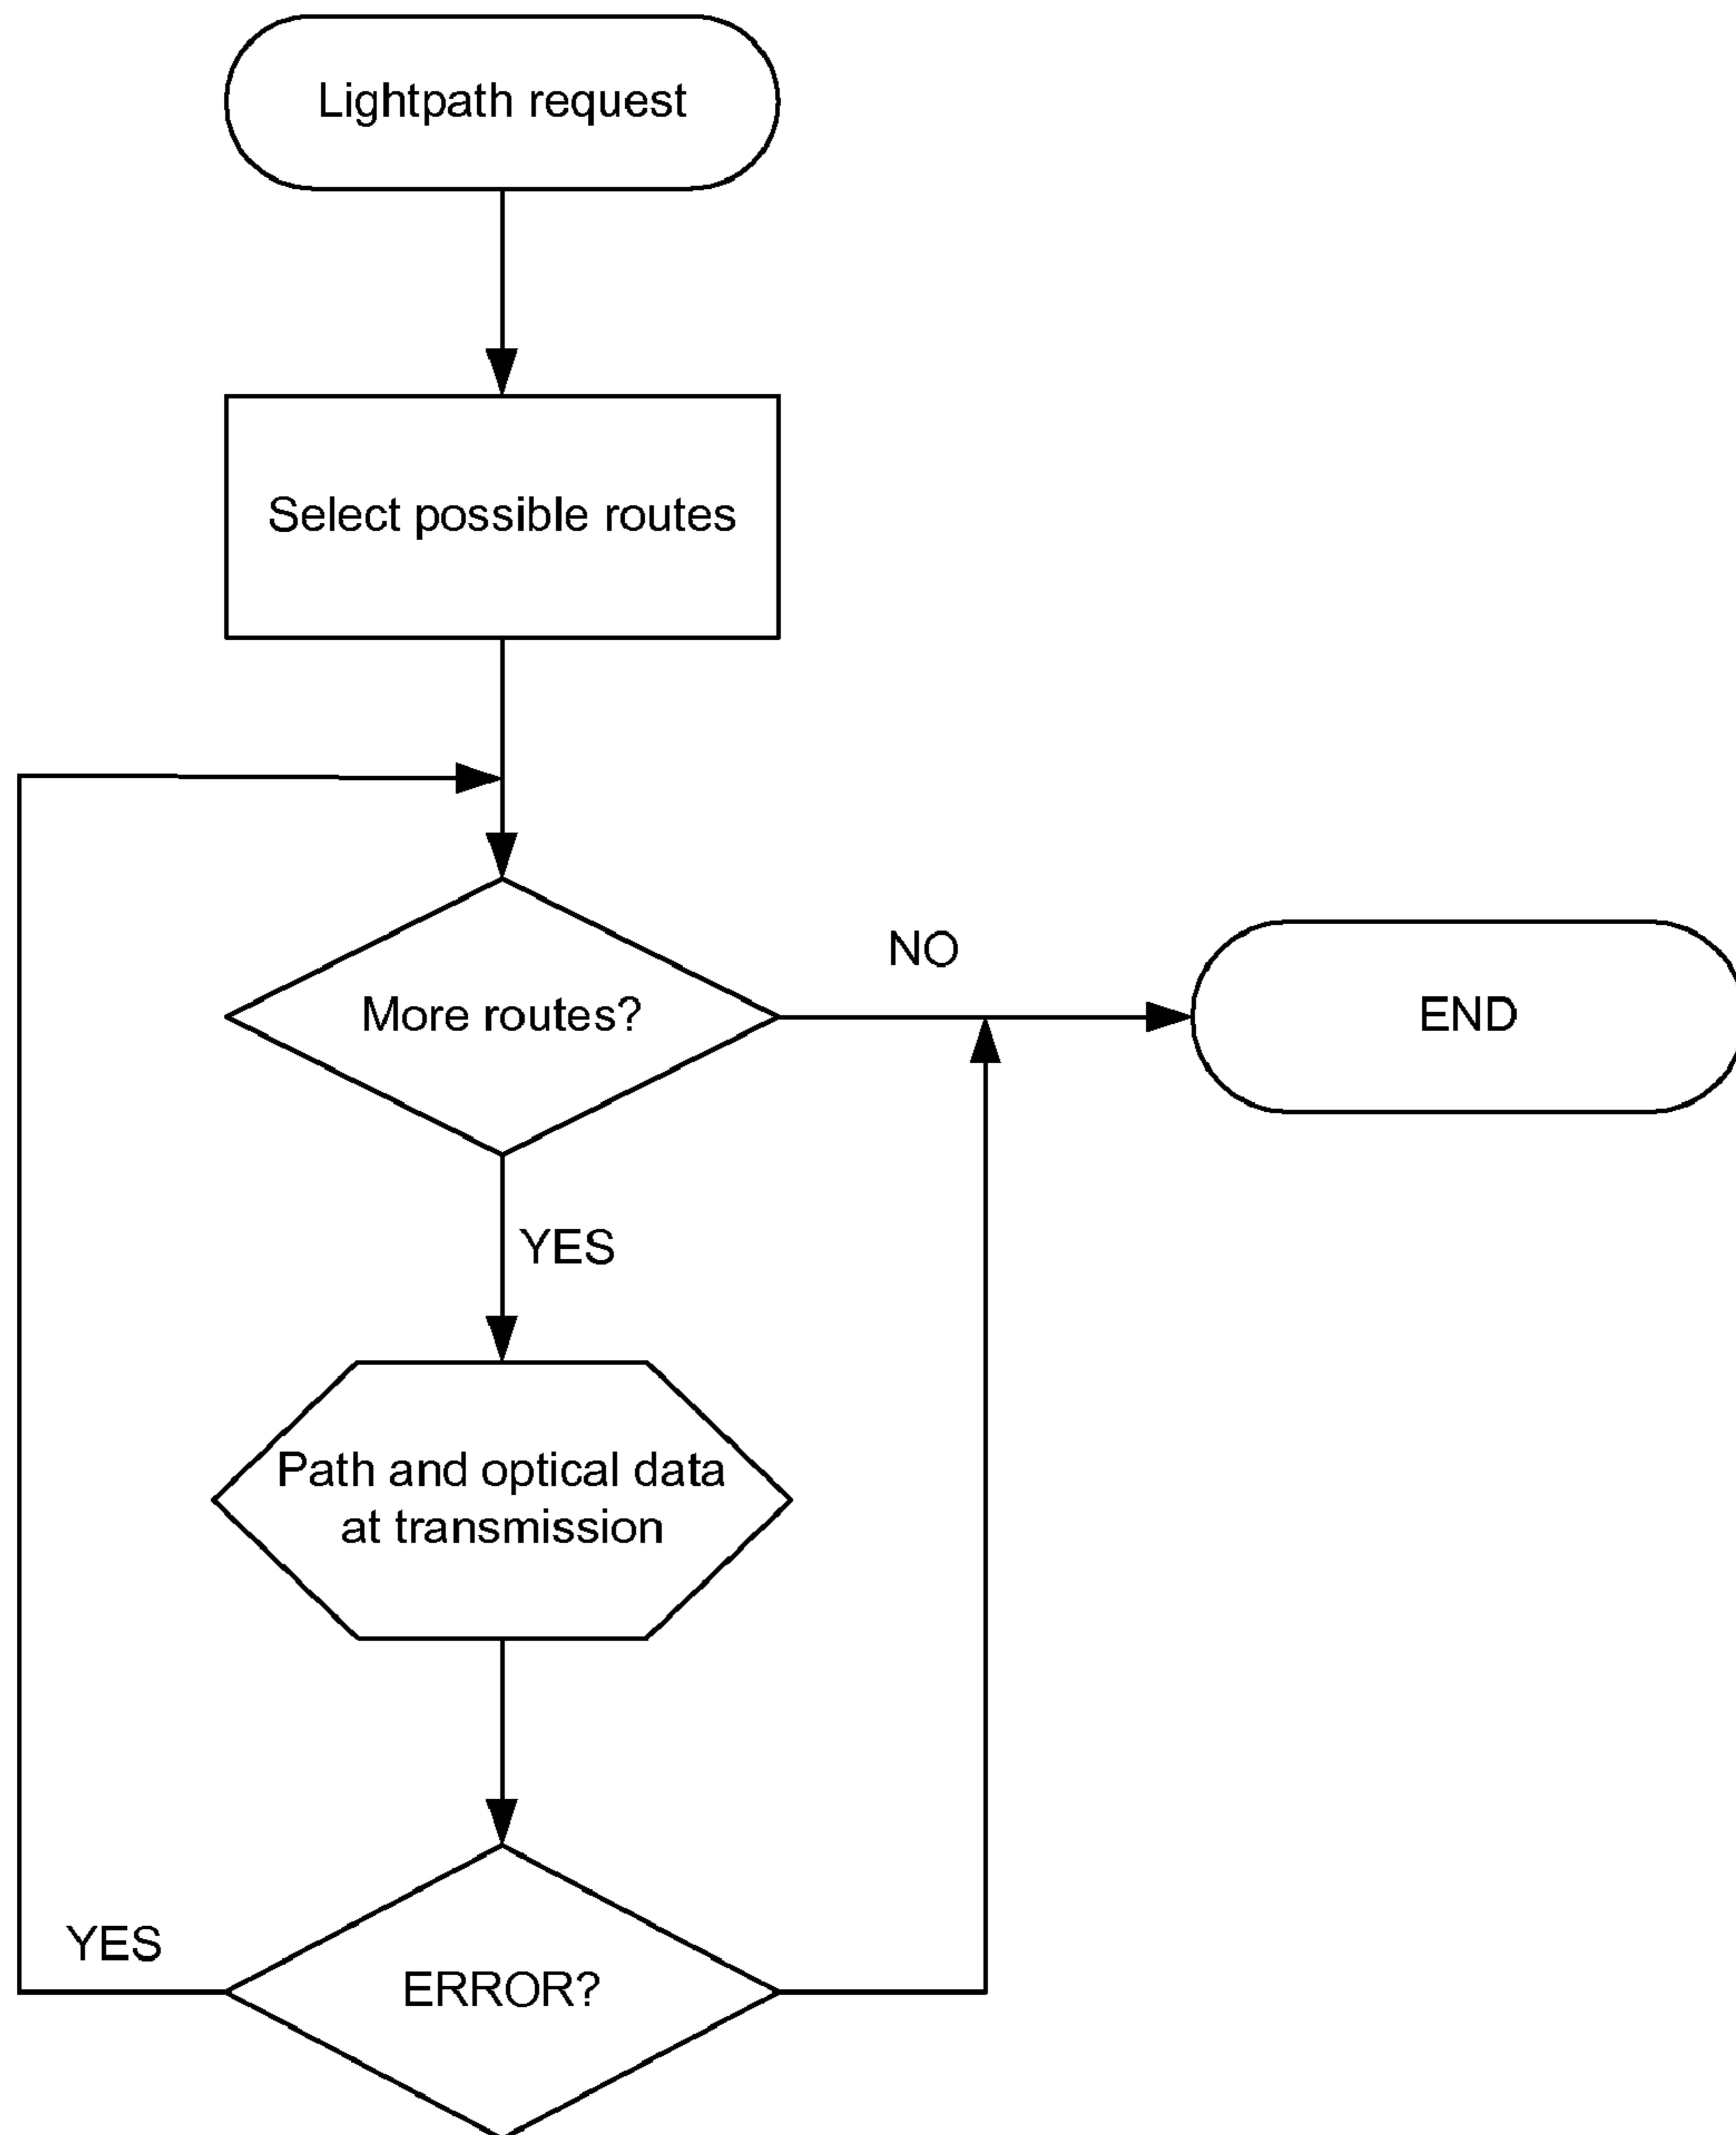 Lightpath request
Select possible routes
More routes?
NO
END
YES
Path and optical data
at transmission
YES
ERROR?